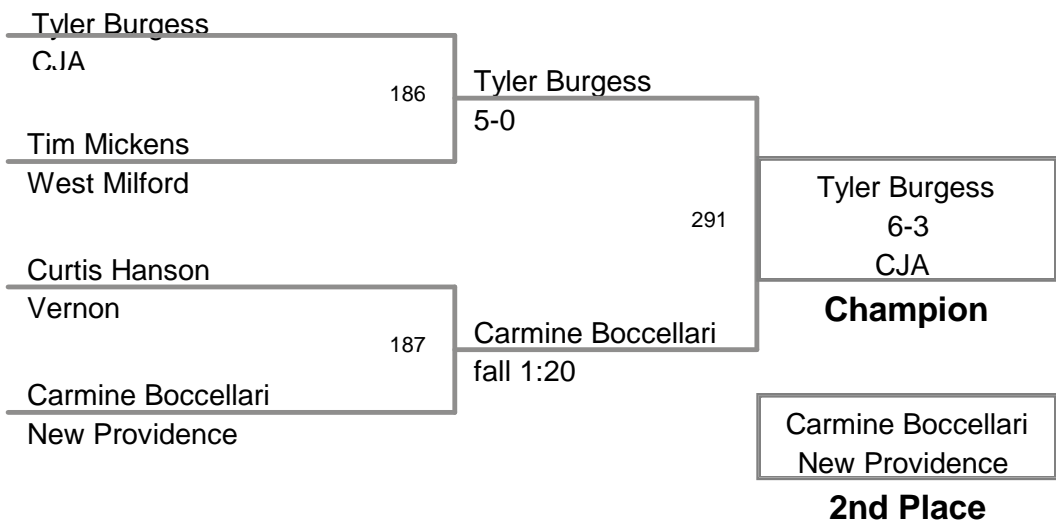 Tyler Burgess
CJA
186
Tyler Burgess
5-0
Tim Mickens
West Milford
291
Tyler Burgess
6-3
CJA
Champion
Curtis Hanson
Vernon
187
Carmine Boccellari
fall 1:20
Carmine Boccellari
New Providence
Carmine Boccellari
New Providence
2nd Place